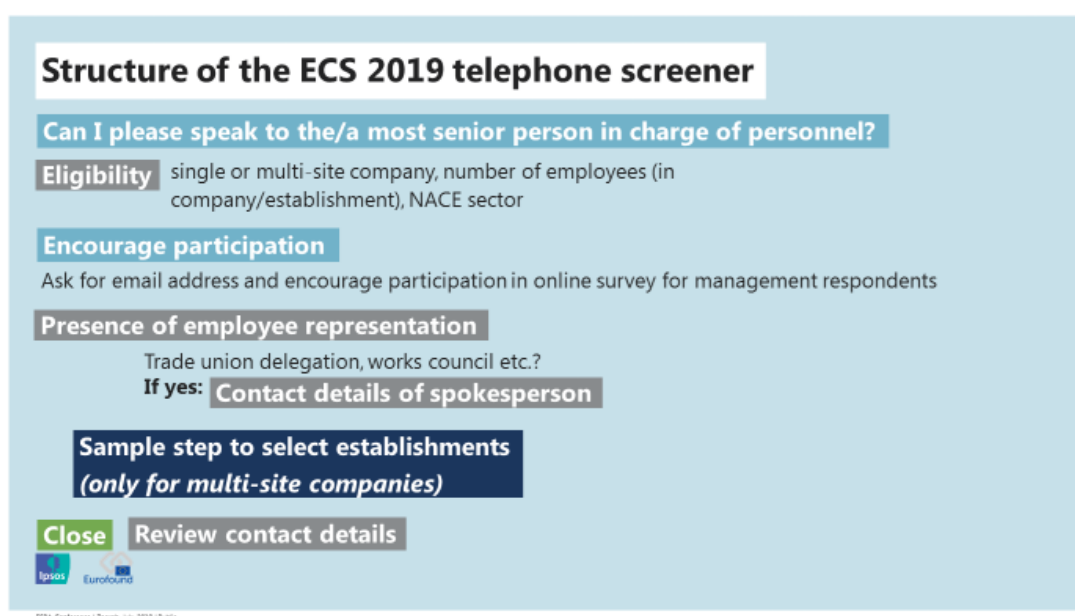 Structure of the ECS 2019 telephone screener
Can I please speak to the/a most senior person in charge of personnel?
Eligibility single or multi-site company, number of employees (in
company/establishment), NACE sector
Encourage participation
Ask for email address and encourage participation in online survey for management respondents
Presence of employee representation
Trade union delegation, works council etc.?
If yes: Contact details of spokesperson
Sample step to select establishments
(only for multi-site companies)
Close Review contact details
Ipsos Eurofound